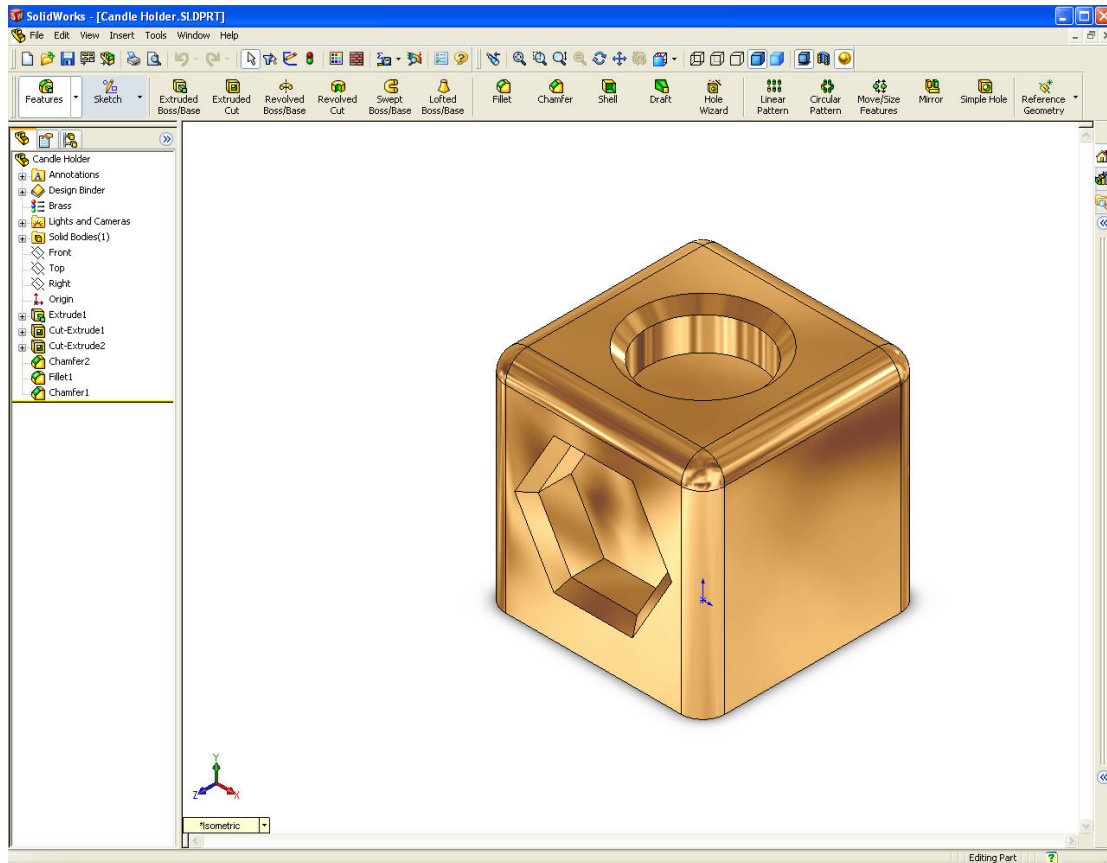 SolidWorks - [Candle Holder.SLDPRT]
File Edit View Insert Tools Window Help
Features Sketch Extruded Boss/Base Extruded Cut Revolved Boss/Base Revolved Cut Swept Boss/Base Lofted Boss/Base Fillet Chamfer Shell Draft Hole Wizard Linear Pattern Circular Pattern Move/Size Features Mirror Simple Hole Reference Geometry
Candle Holder
Annotations
Design Binder
Brass
Lights and Cameras
Solid Bodies(1)
Front
Top
Right
Origin
Extrude1
Cut-Extrude1
Cut-Extrude2
Chamfer2
Fillet1
Chamfer1
Y
Z X
*Isometric
Editing Part